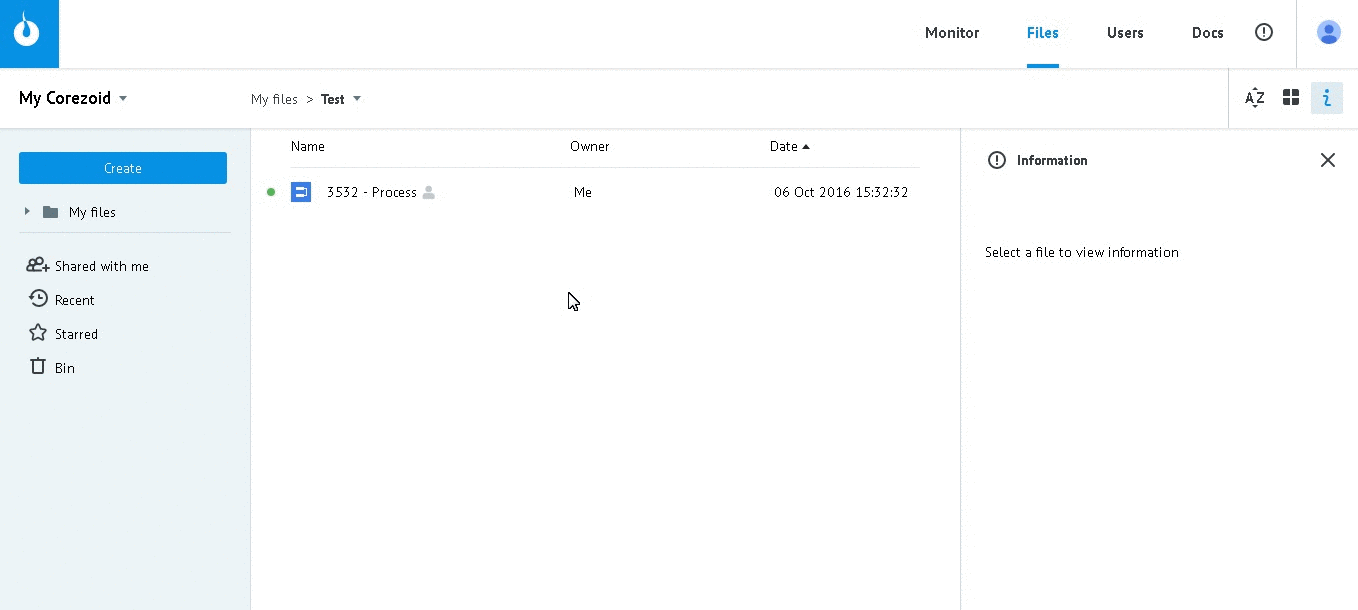 Monitor Files Users Docs
My Corezoid My files > Test AZ
Create
My files
Shared with me
Recent
Starred
Bin
Name Owner Date
3532 - Process Me 06 Oct 2016 15:32:32
Information
Select a file to view information